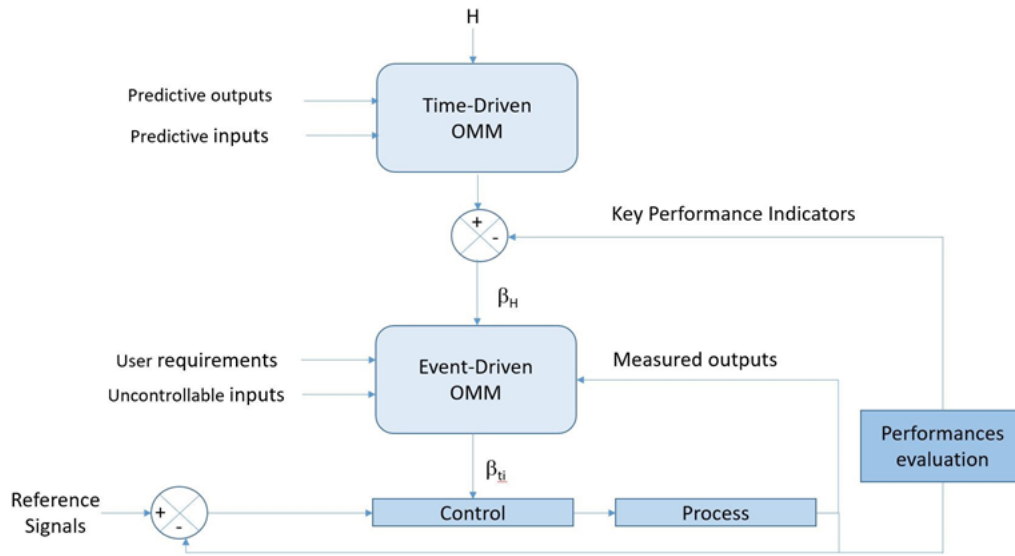 H
Predictive outputs
Predictive inputs
Time-Driven
OMM
+
-
Key Performance Indicators
βH
User requirements
Uncontrollable inputs
Event-Driven
OMM
Measured outputs
Performances
evaluation
βti
Reference
Signals
+
-
Control
Process